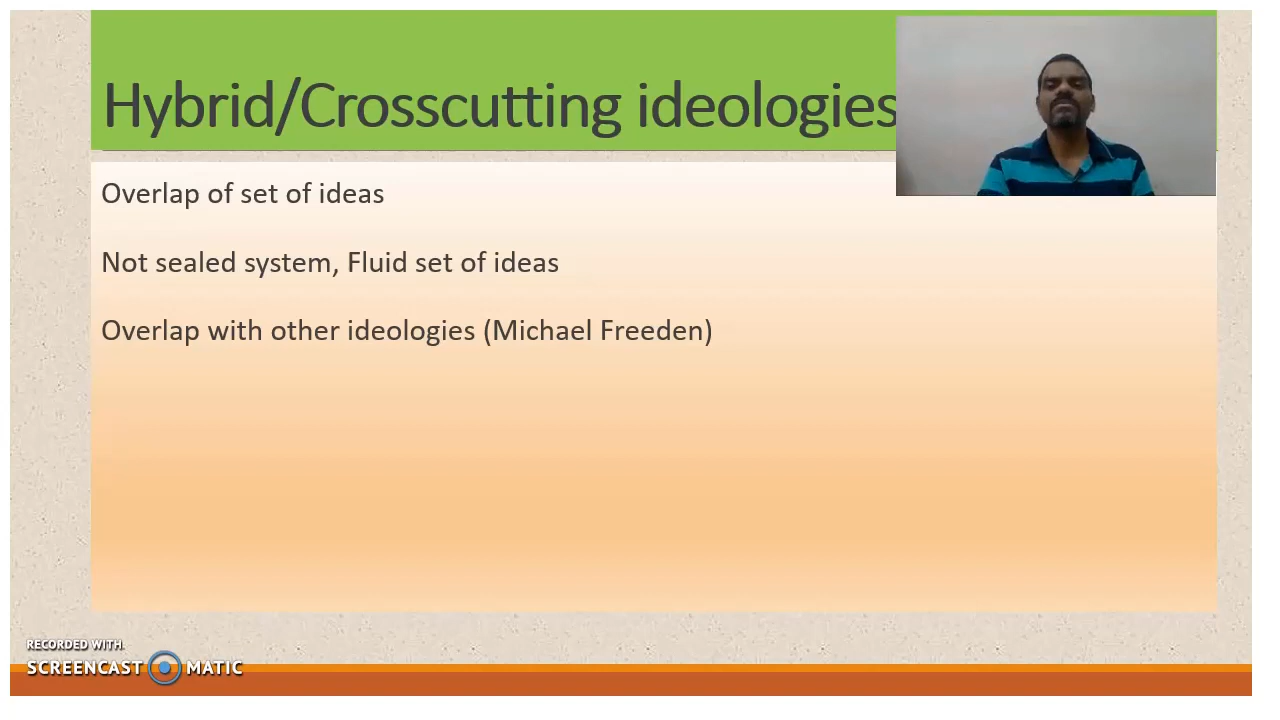 Hybrid/Crosscutting ideologies
Overlap of set of ideas
Not sealed system, Fluid set of ideas
Overlap with other ideologies (Michael Freeden)
RECORDED WITH
SCREENCAST MATIC